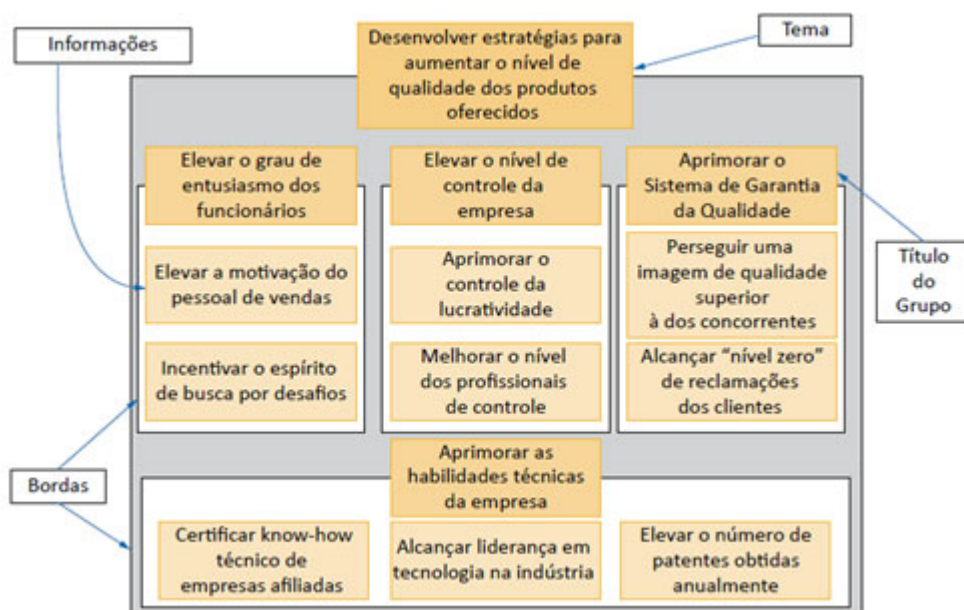 Informações
Desenvolver estratégias para
aumentar o nível de
qualidade dos produtos
oferecidos
Tema
Elevar o grau de
entusiasmo dos
funcionários
Elevar o nível de
controle da
empresa
Aprimorar o
Sistema de Garantia
da Qualidade
Elevar a motivação do
pessoal de vendas
Aprimorar o
controle da
lucratividade
Perseguir uma
imagem de qualidade
superior
à dos concorrentes
Título
do
Grupo
Incentivar o espírito
de busca por desafios
Melhorar o nível
dos profissionais
de controle
Alcançar “nível zero”
de reclamações
dos clientes
Bordas
Aprimorar as
habilidades técnicas
da empresa
Certificar know-how
técnico de
empresas afiliadas
Alcançar liderança em
tecnologia na indústria
Elevar o número de
patentes obtidas
anualmente